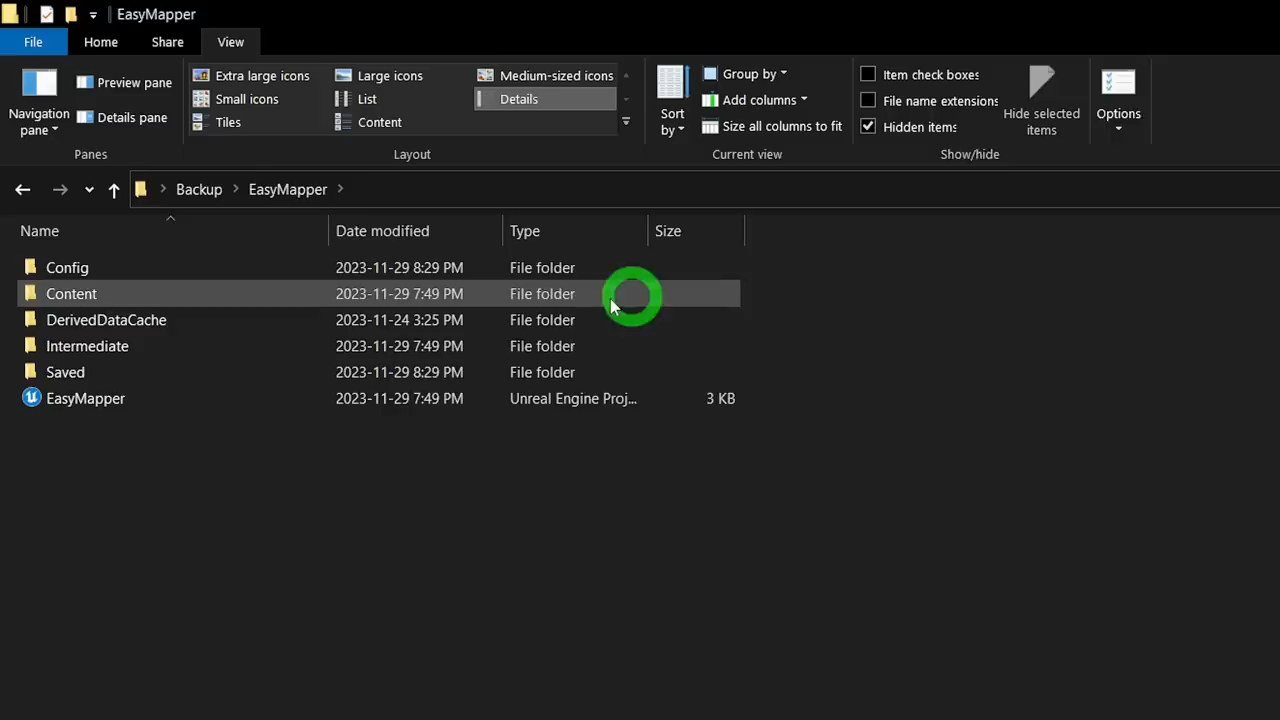 EasyMapper
File Home Share View
Navigation pane
Preview pane
Details pane
Panes
Extra large icons Large icons Medium-sized icons
Small icons List Details
Tiles Content
Layout
Sort by
Group by
Add columns
Size all columns to fit
Current view
Item check boxes
File name extensions
Hidden items
Hide selected items
Show/hide
Options
Backup EasyMapper
Name Date modified Type Size
Config 2023-11-29 8:29 PM File folder
Content 2023-11-29 7:49 PM File folder
DerivedDataCache 2023-11-24 3:25 PM File folder
Intermediate 2023-11-29 7:49 PM File folder
Saved 2023-11-29 8:29 PM File folder
EasyMapper 2023-11-29 7:49 PM Unreal Engine Proj... 3 KB